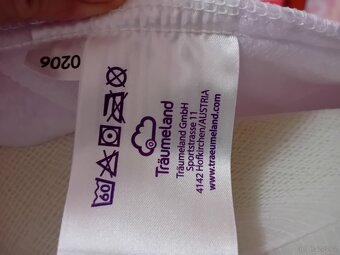 0206
60
Träumeland
Träumeland GmbH
Sportstrasse 11
4142 Hofkirchen/AUSTRIA
www.traeumeland.com